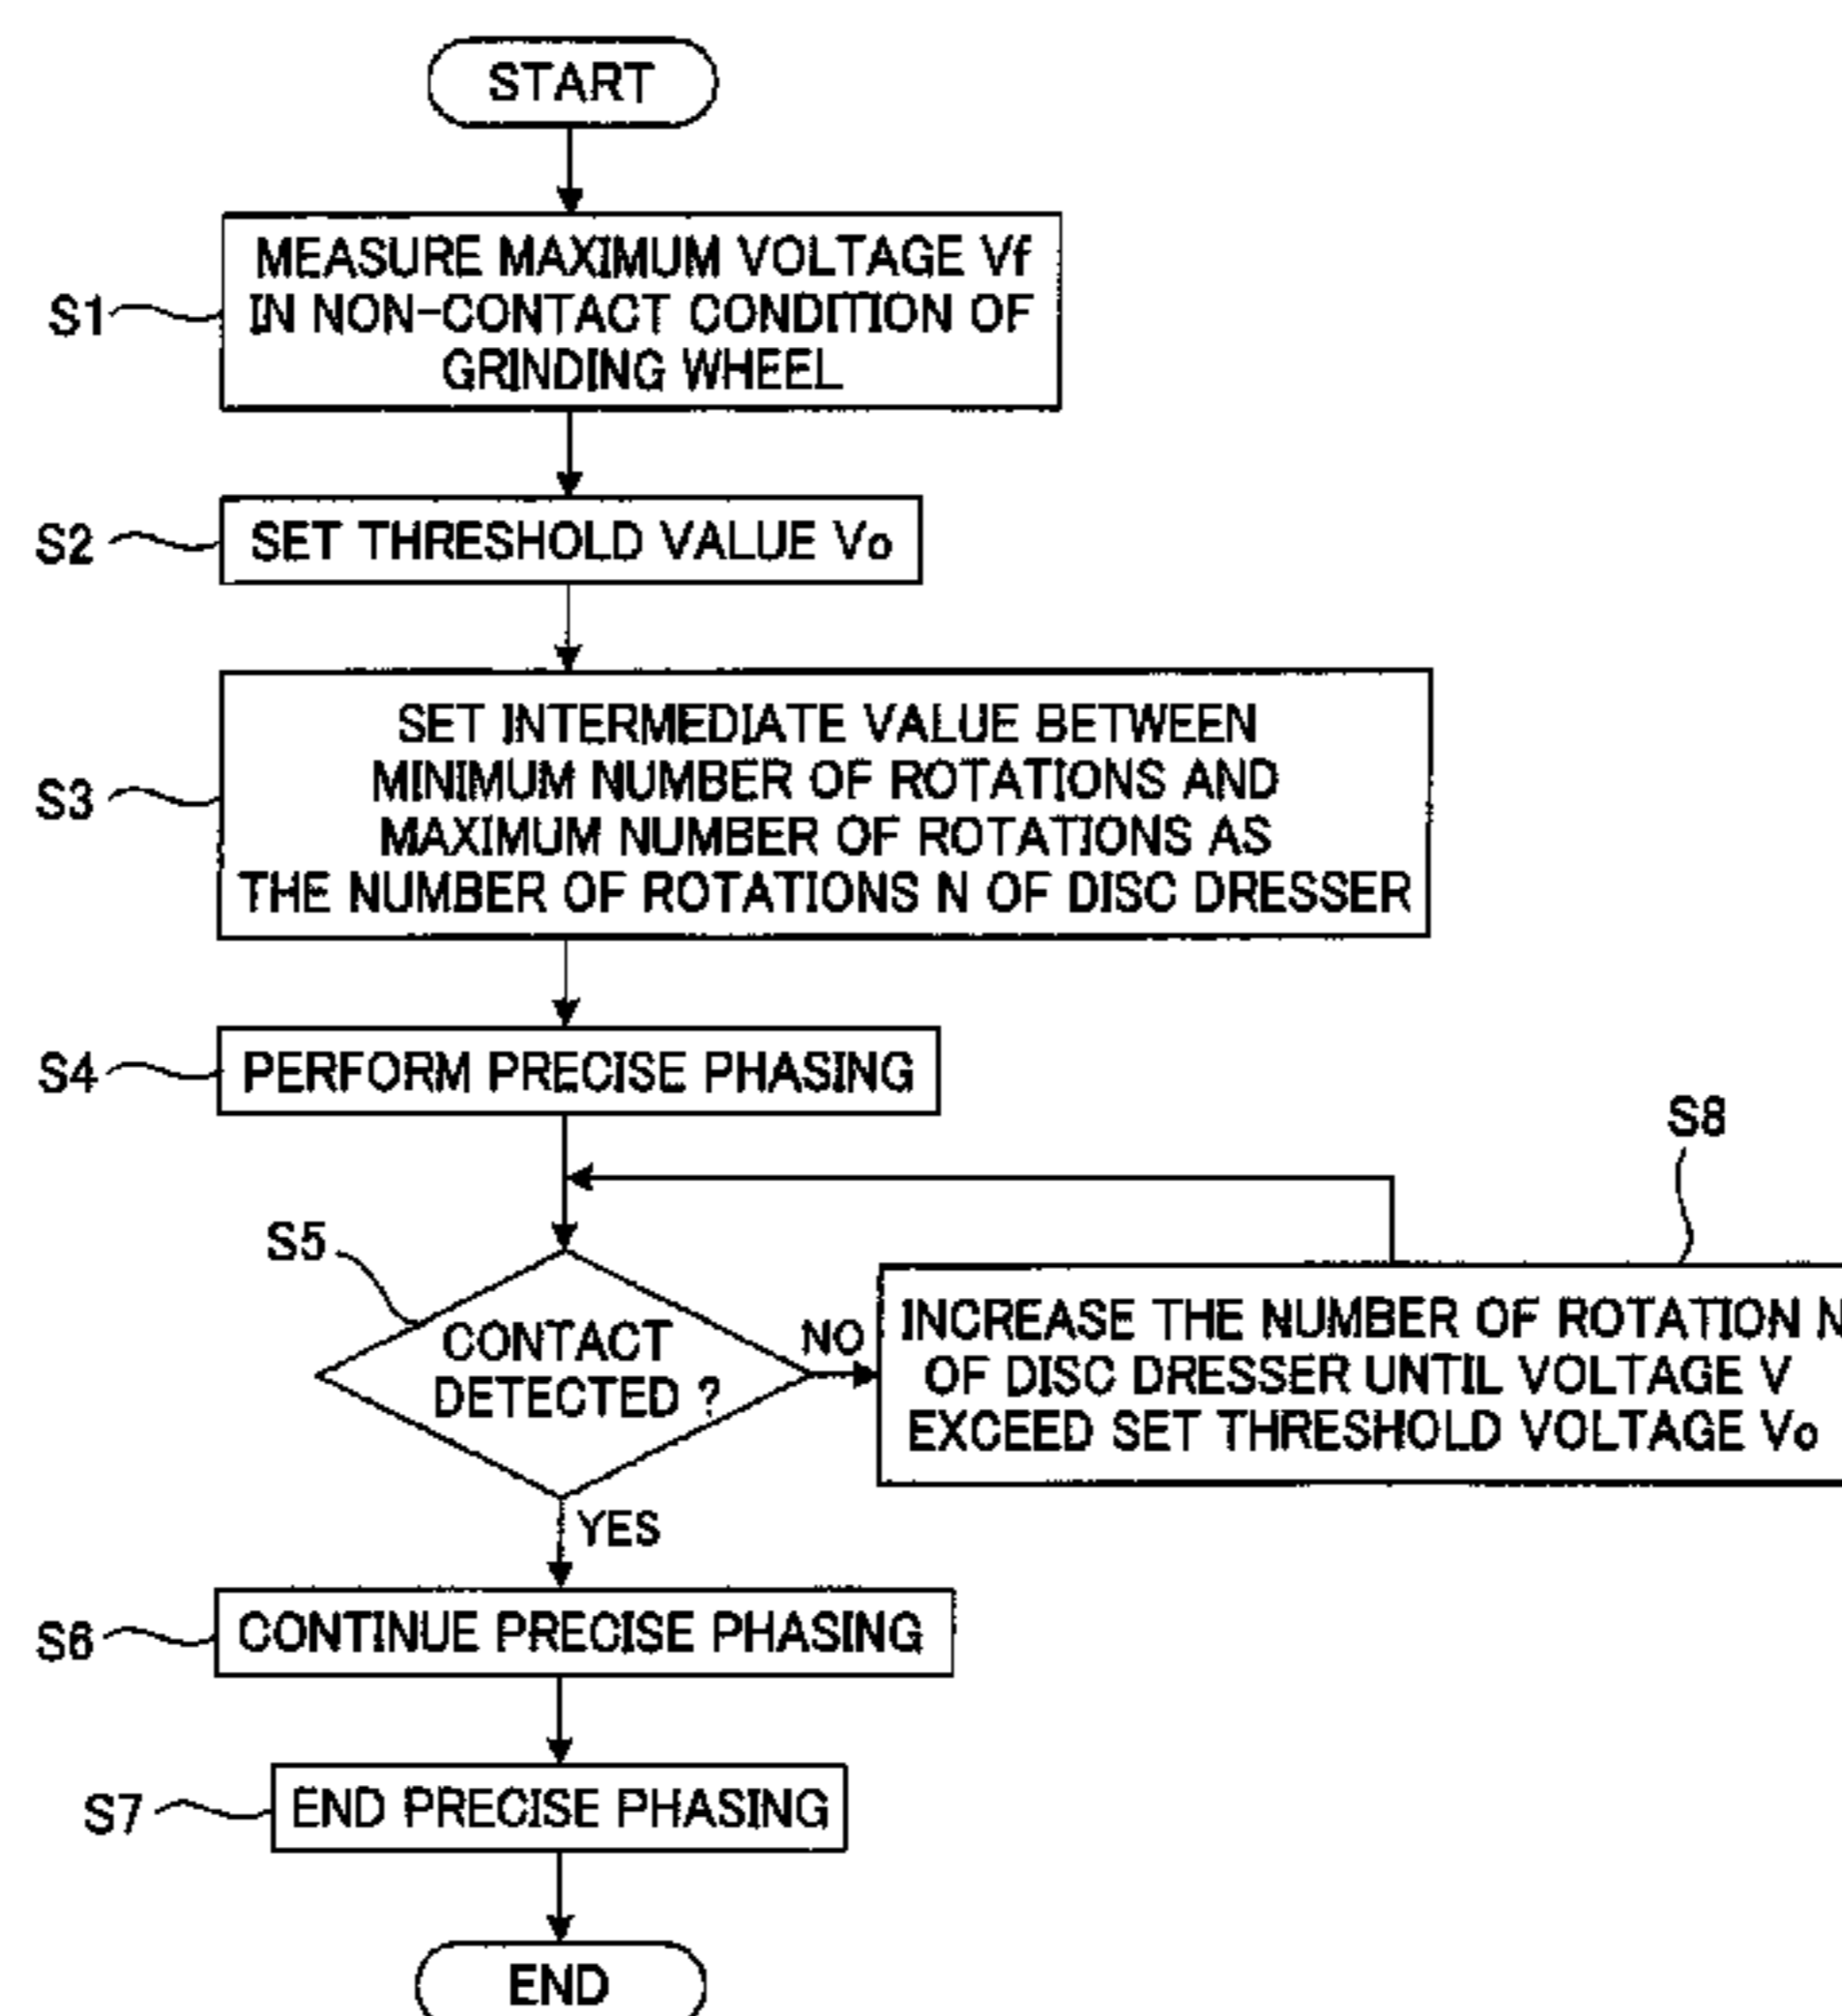 START
S1
MEASURE MAXIMUM VOLTAGE Vf
IN NON-CONTACT CONDITION OF
GRINDING WHEEL
S2
SET THRESHOLD VALUE Vo
S3
SET INTERMEDIATE VALUE BETWEEN
MINIMUM NUMBER OF ROTATIONS AND
MAXIMUM NUMBER OF ROTATIONS AS
THE NUMBER OF ROTATIONS N OF DISC DRESSER
S4
PERFORM PRECISE PHASING
S5
CONTACT
DETECTED ?
NO
S8
INCREASE THE NUMBER OF ROTATION N
OF DISC DRESSER UNTIL VOLTAGE V
EXCEED SET THRESHOLD VOLTAGE Vo
YES
S6
CONTINUE PRECISE PHASING
S7
END PRECISE PHASING
END